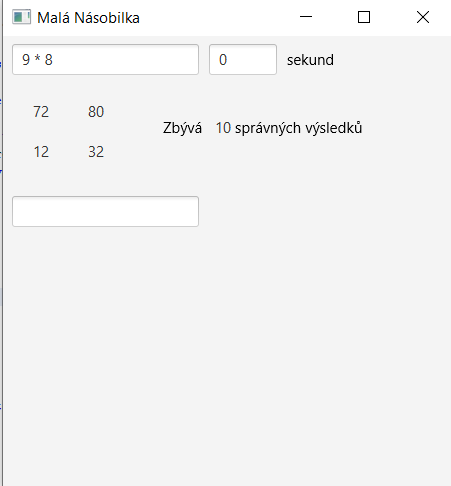 Malá Násobilka
9 * 8 0 sekund
72 80
Zbývá 10 správných výsledků
12 32